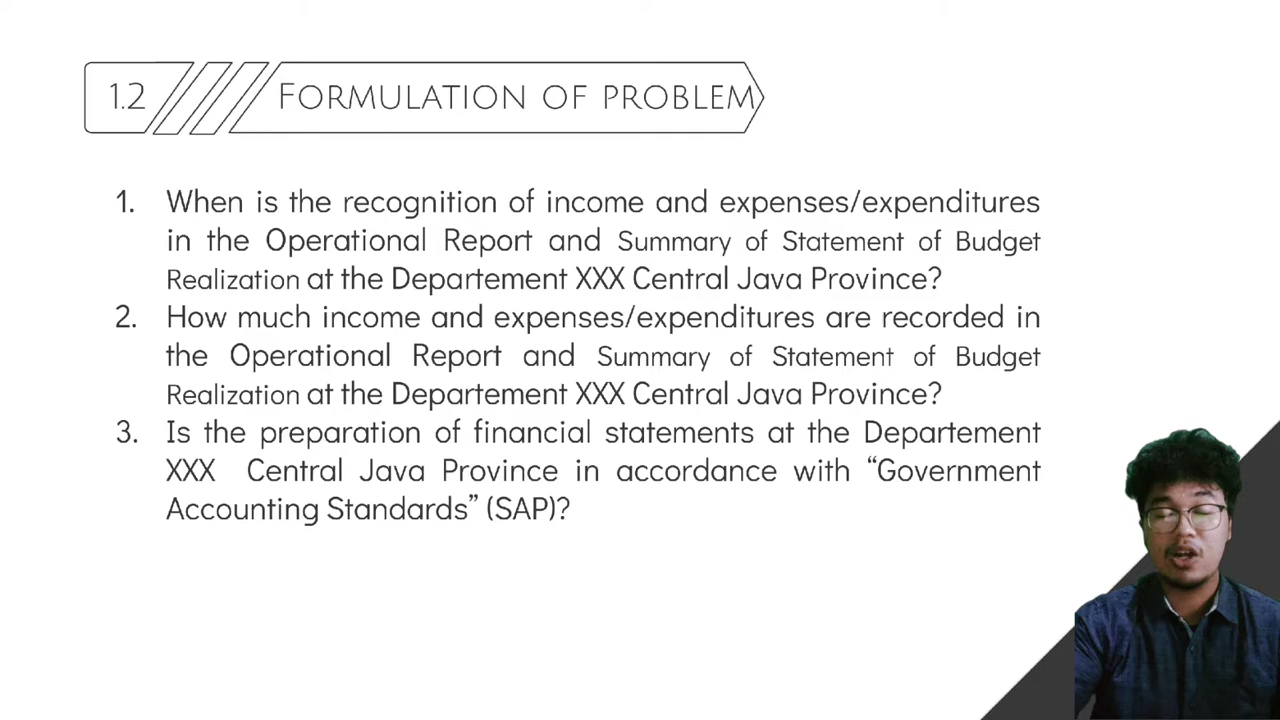 1.2 FORMULATION OF PROBLEM
1. When is the recognition of income and expenses/expenditures
in the Operational Report and Summary of Statement of Budget
Realization at the Departement XXX Central Java Province?
2. How much income and expenses/expenditures are recorded in
the Operational Report and Summary of Statement of Budget
Realization at the Departement XXX Central Java Province?
3. Is the preparation of financial statements at the Departement
XXX Central Java Province in accordance with “Government
Accounting Standards” (SAP)?